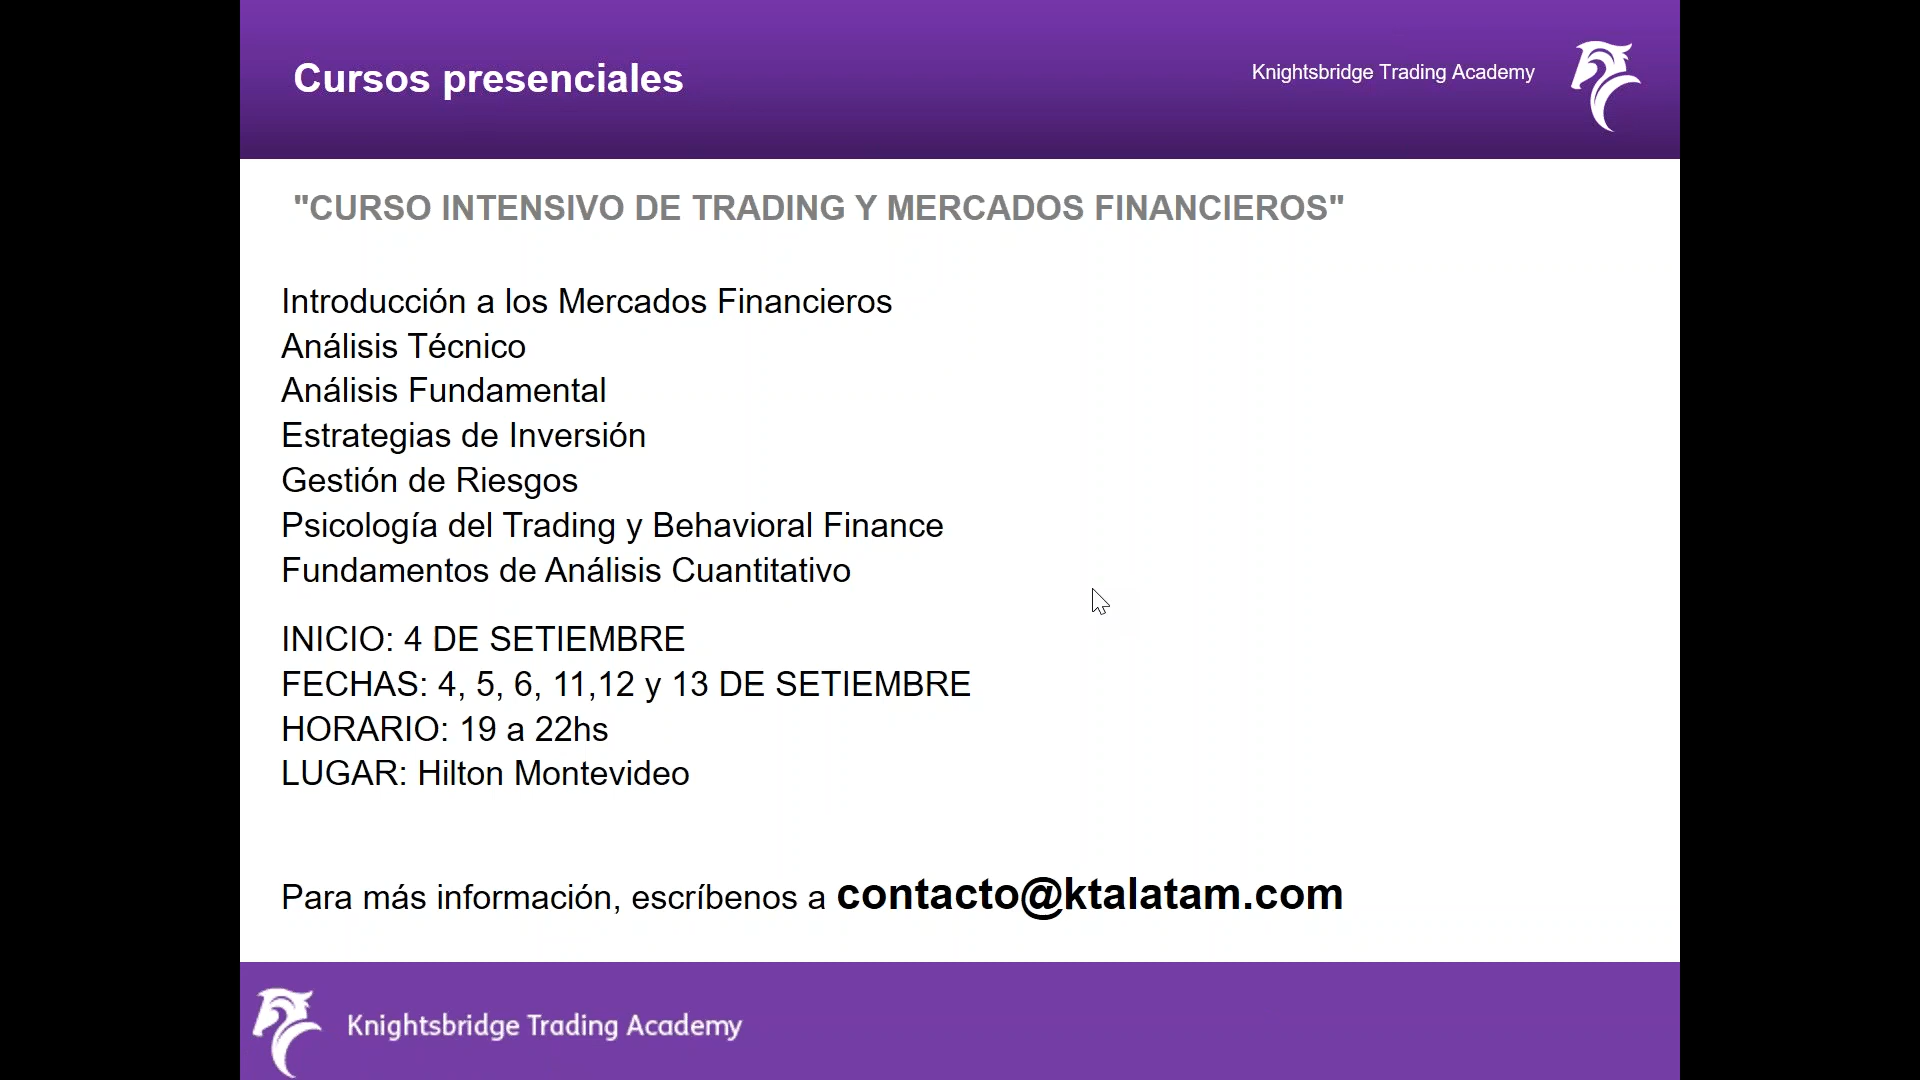 Cursos presenciales
Knightsbridge Trading Academy
"CURSO INTENSIVO DE TRADING Y MERCADOS FINANCIEROS"
Introducción a los Mercados Financieros
Análisis Técnico
Análisis Fundamental
Estrategias de Inversión
Gestión de Riesgos
Psicología del Trading y Behavioral Finance
Fundamentos de Análisis Cuantitativo
INICIO: 4 DE SETIEMBRE
FECHAS: 4, 5, 6, 11,12 y 13 DE SETIEMBRE
HORARIO: 19 a 22hs
LUGAR: Hilton Montevideo
Para más información, escríbenos a contacto@ktalatam.com
Knightsbridge Trading Academy